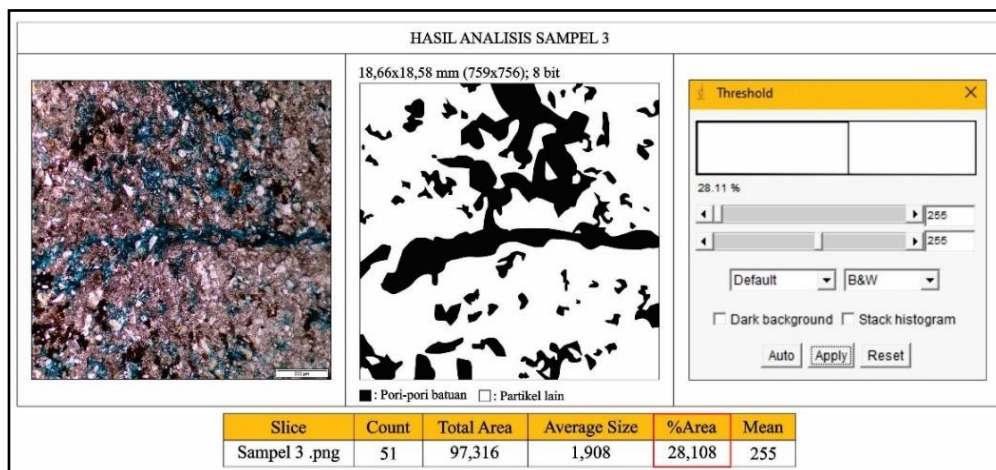 HASIL ANALISIS SAMPEL 3
18,66x18,58 mm (759x756); 8 bit
■: Pori-pori batuan □: Partikel lain
Threshold
28.11 %
255
255
Default B&W
Dark background Stack histogram
Auto Apply Reset
Slice Count Total Area Average Size %Area Mean
Sampel 3 .png 51 97,316 1,908 28,108 255